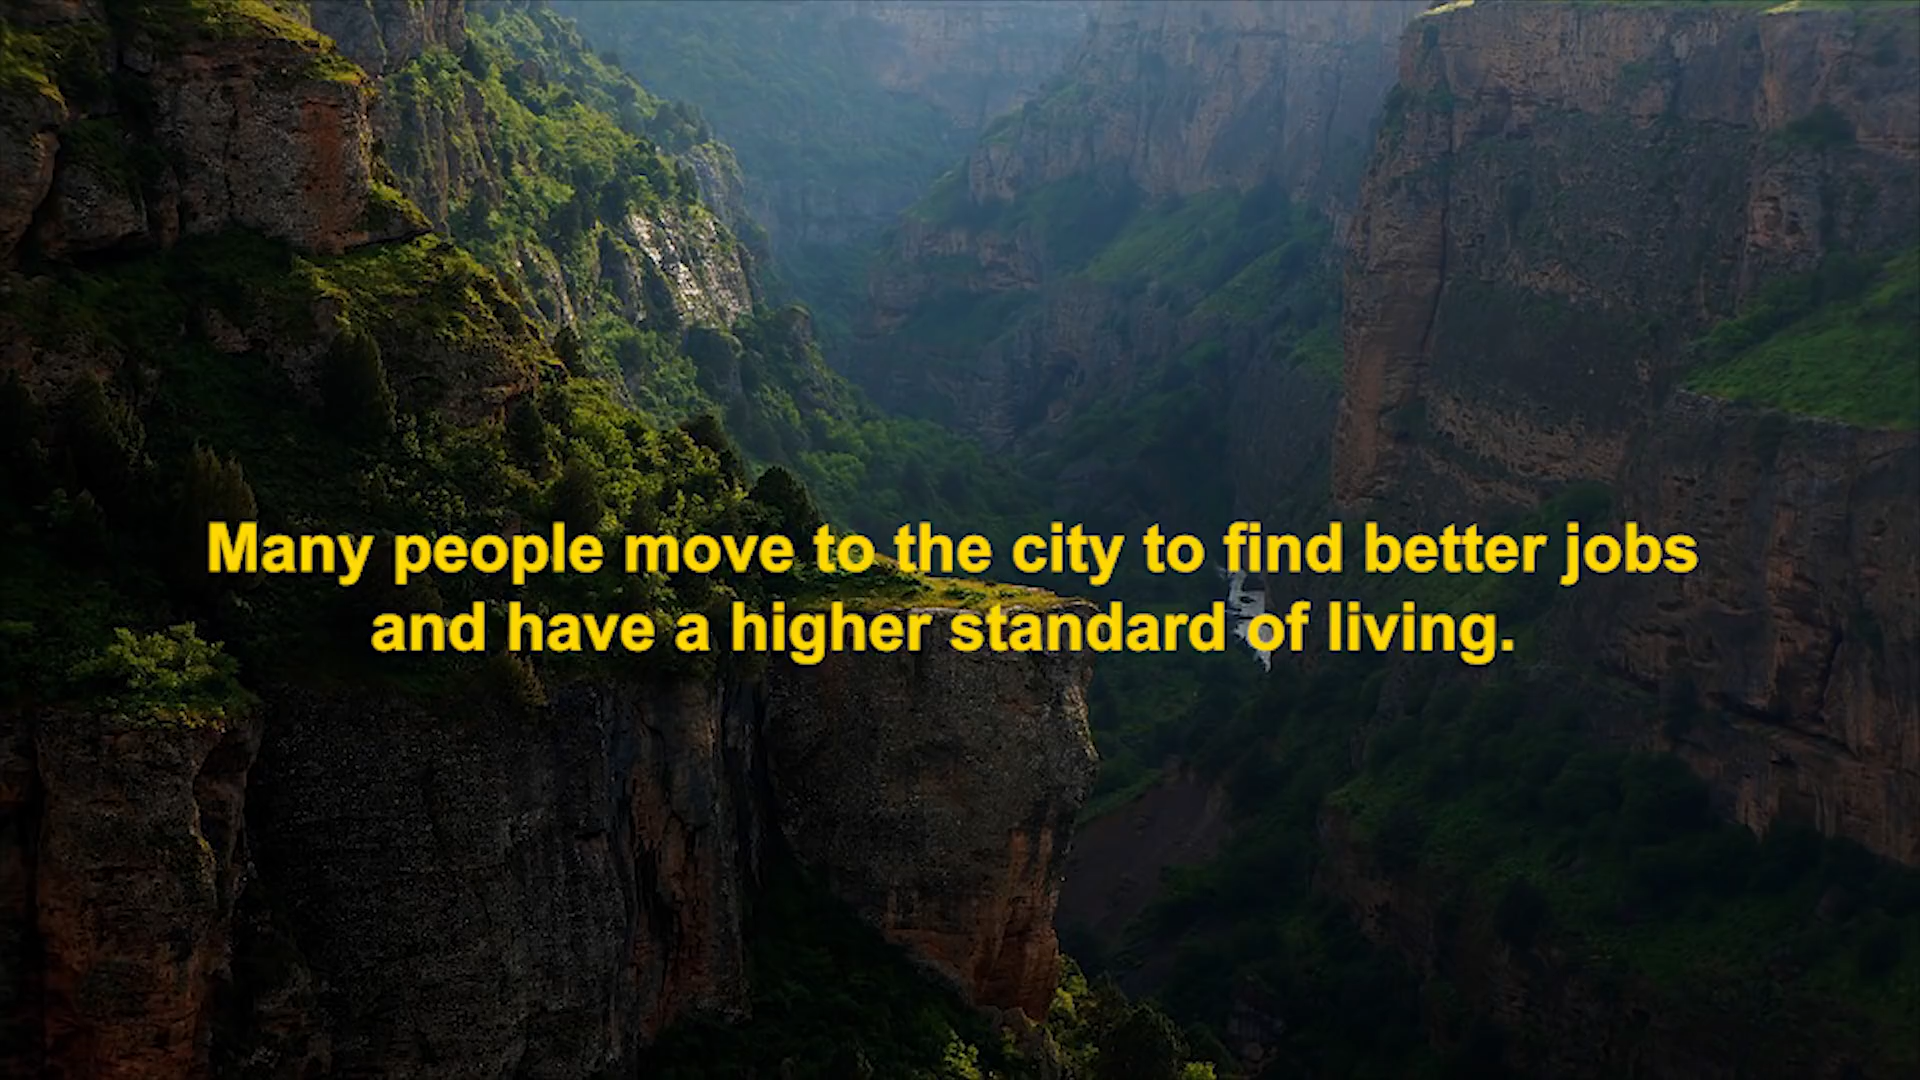 Many people move to the city to find better jobs
and have a higher standard of living.